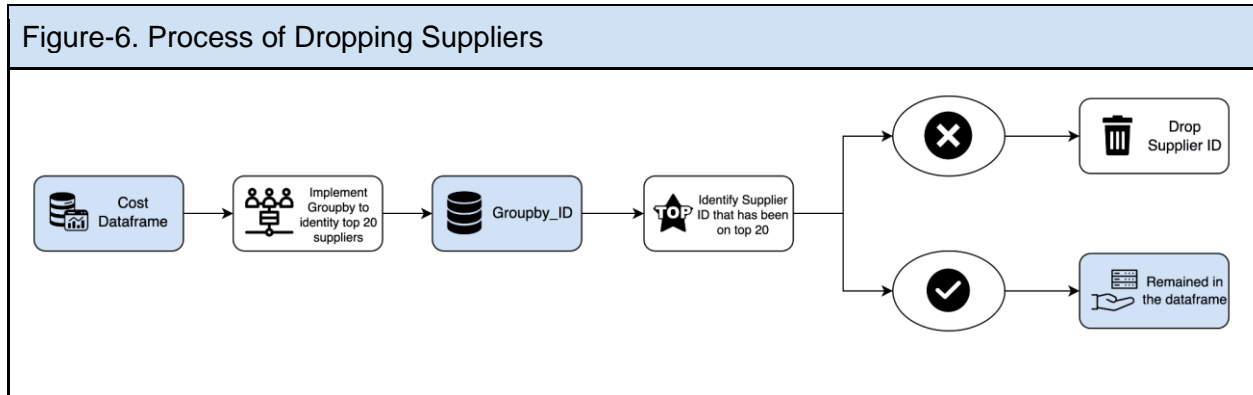 Figure-6. Process of Dropping Suppliers
Cost
Dataframe
Implement
Groupby to
identity top 20
suppliers
Groupby_ID
TOP
Identify Supplier
ID that has been
on top 20
Drop
Supplier ID
Remained in
the dataframe